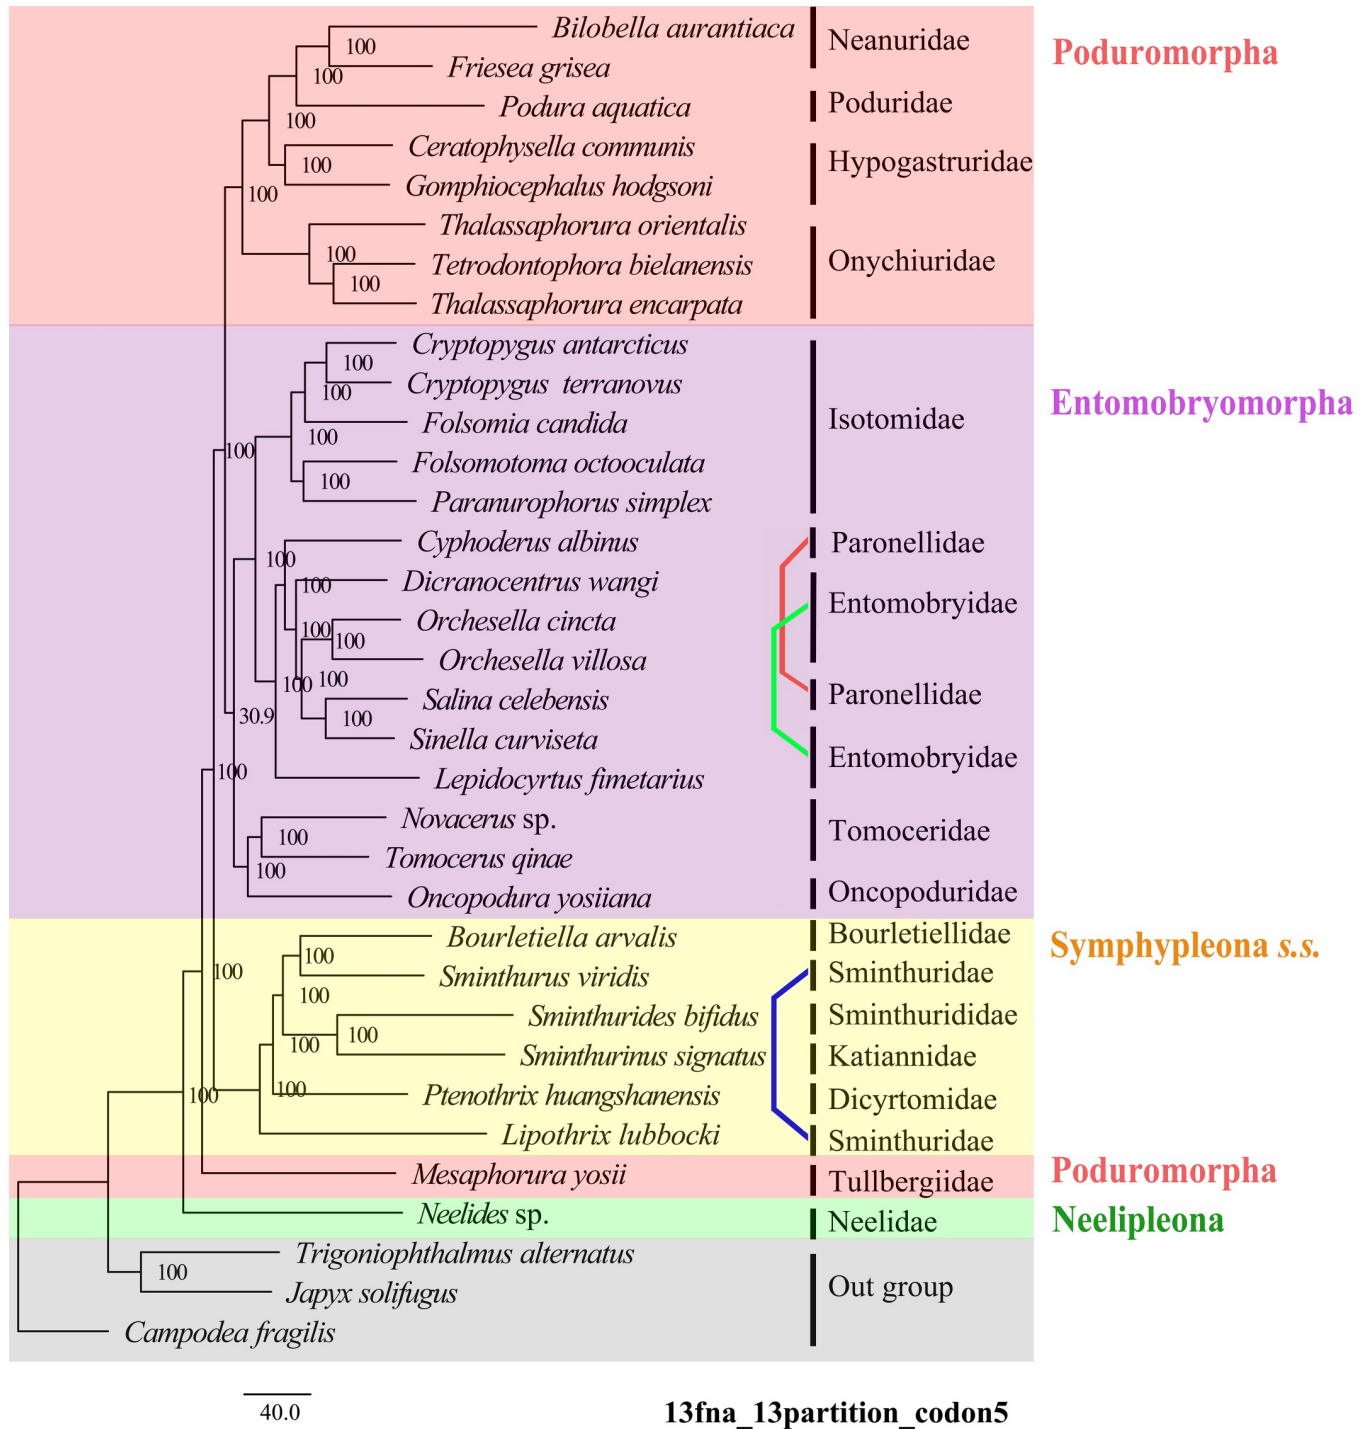 Bilobella aurantiaca
Friesea grisea
Neanuridae
Poduromorpha
100
100
Podura aquatica
Poduridae
100
Ceratophysella communis
Hypogastruridae
100
Gomphiocephalus hodgsoni
100
Thalassaphorura orientalis
100
Tetrodontophora bielanensis
Onychiuridae
100
Thalassaphorura encarpata
Cryptopygus antarcticus
100
Cryptopygus terranovus
100
Entomobryomorpha
Folsomia candida
Isotomidae
100
100
Folsomotoma octooculata
100
Paranurophorus simplex
Cyphoderus albinus
Paronellidae
100
Dicranocentrus wangi
100
Entomobryidae
Orchesella cincta
100
100
Orchesella villosa
100
100
Salina celebensis
Paronellidae
30.9
100
Sinella curviseta
Entomobryidae
100
Lepidocyrtus fimetarius
Novacerus sp.
Tomoceridae
100
Tomocerus qinae
100
Oncopodura yosiiana
Oncopoduridae
Bourletiella arvalis
Bourletiellidae
Symphypleona s.s.
100
100
Sminthurus viridis
Sminthuridae
100
Sminthurides bifidus
Sminthurididae
100
100
Sminthurinus signatus
Katiannidae
100
100
Ptenothrix huangshanensis
Dicyrtomidae
Lipothrix lubbocki
Sminthuridae
Mesaphorura yosii
Tullbergiidae
Poduromorpha
Neelides sp.
Neelidae
Neelipleona
Trigoniophthalmus alternatus
100
Japyx solifugus
Out group
Campodea fragilis
40.0
13fna_13partition_codon5